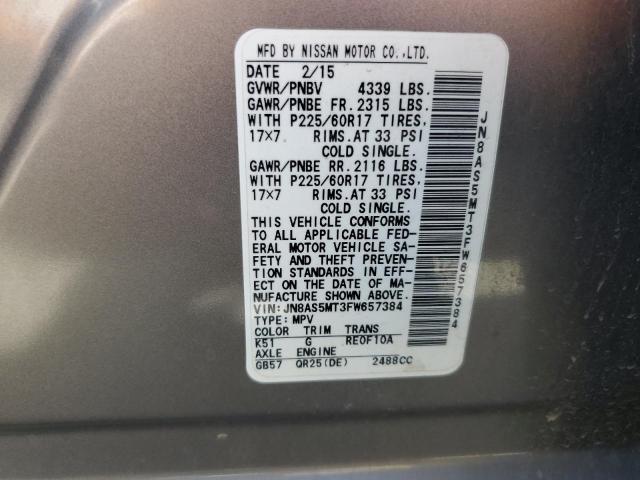 MFD BY NISSAN MOTOR CO.,LTD.
DATE 2/15
GVWR/PNBV 4339 LBS.
GAWR/PNBE FR. 2315 LBS.
WITH P225/60R17 TIRES,
17×7 RIMS.AT 33 PSI
COLD SINGLE.
GAWR/PNBE RR. 2116 LBS.
WITH P225/60R17 TIRES,
17×7 RIMS.AT 33 PSI
COLD SINGLE.
THIS VEHICLE CONFORMS
TO ALL APPLICABLE FED-
ERAL MOTOR VEHICLE SA-
FETY AND THEFT PREVEN-
TION STANDARDS IN EFF-
ECT ON THE DATE OF MA-
NUFACTURE SHOWN ABOVE.
VIN:JN8AS5MT3FW657384
TYPE:MPV
COLOR TRIM TRANS
K51 G RE0F10A
AXLE ENGINE
GB57 QR25(DE) 2488CC
JN8AS5MT3FW657384